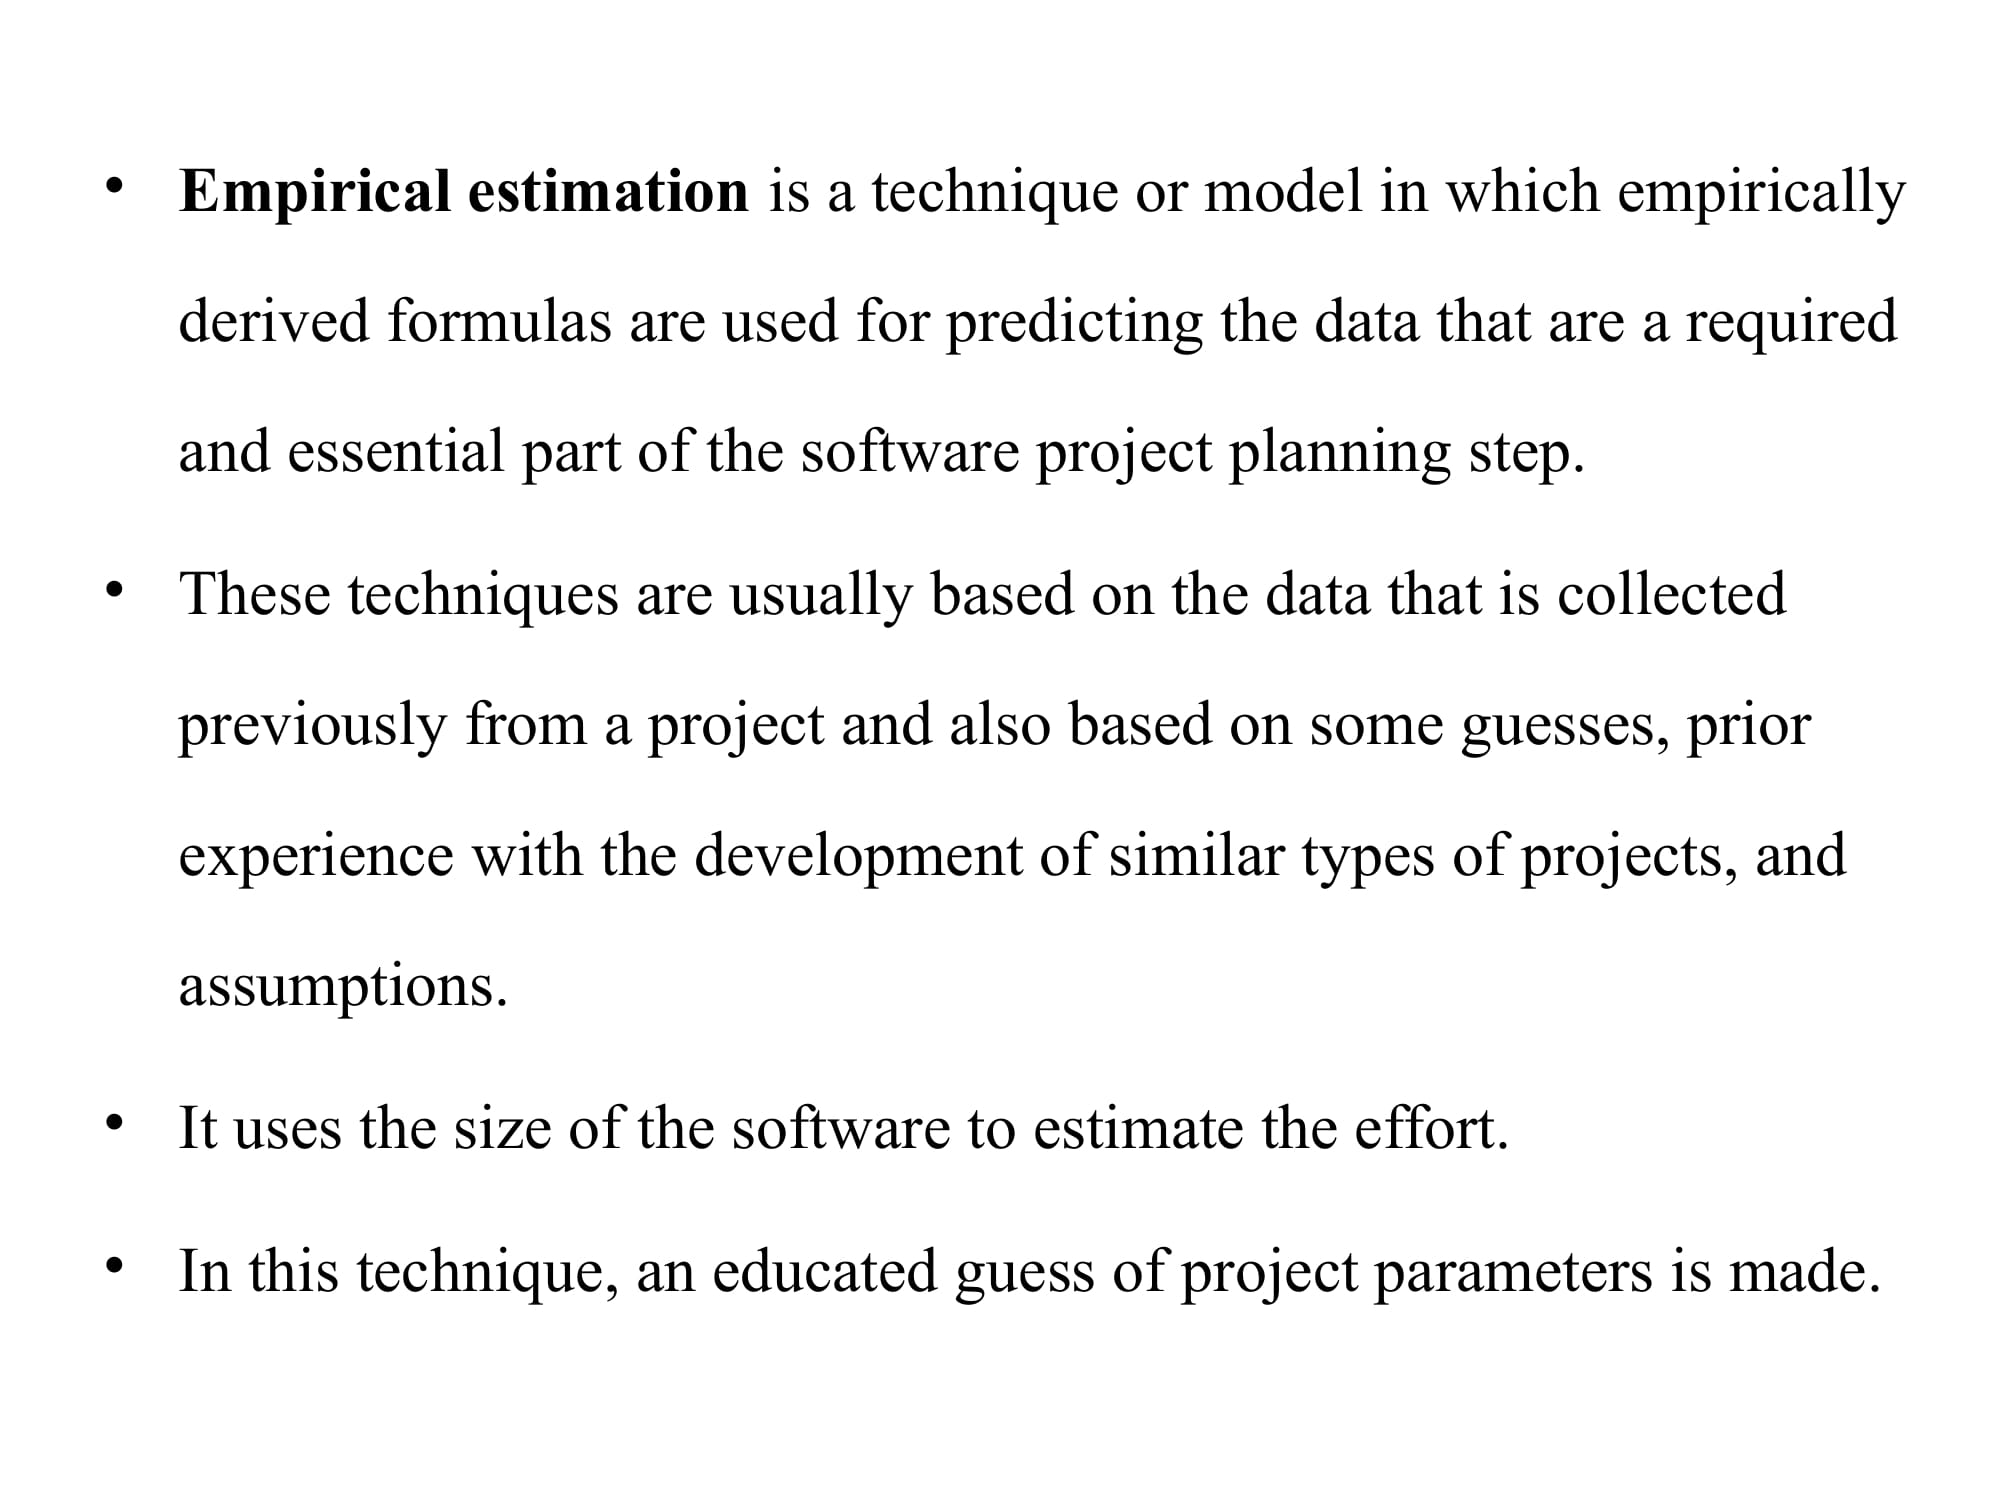 • Empirical estimation is a technique or model in which empirically
derived formulas are used for predicting the data that are a required
and essential part of the software project planning step.
• These techniques are usually based on the data that is collected
previously from a project and also based on some guesses, prior
experience with the development of similar types of projects, and
assumptions.
• It uses the size of the software to estimate the effort.
• In this technique, an educated guess of project parameters is made.